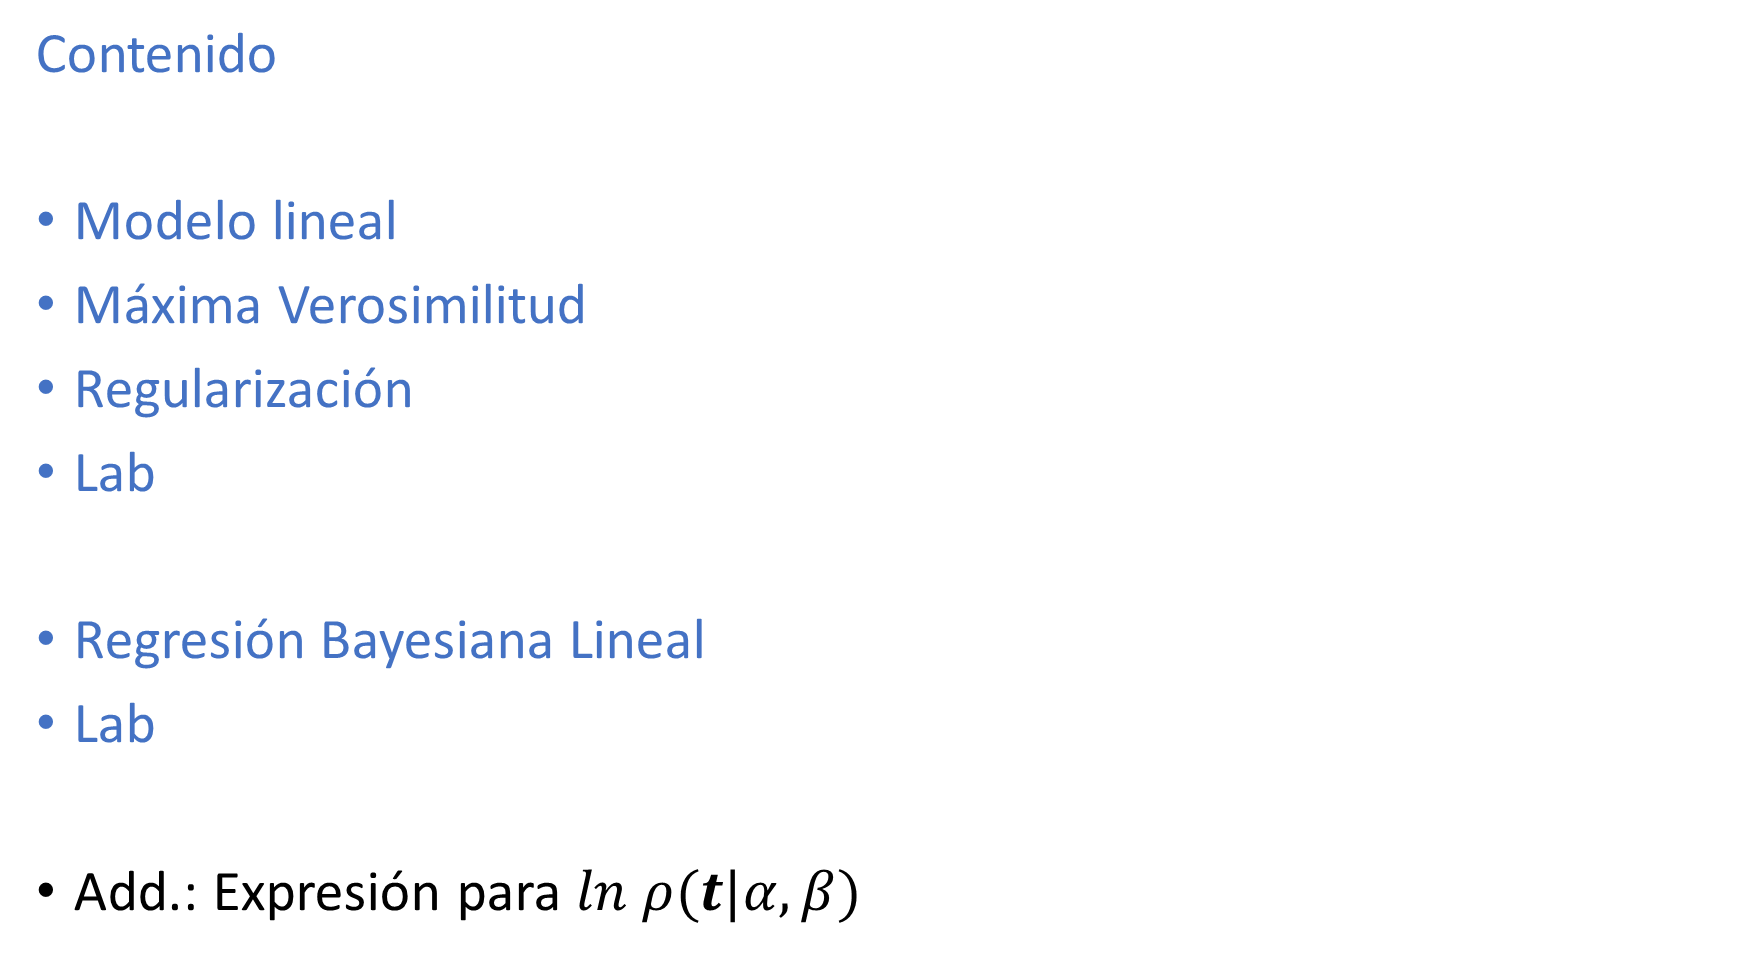 Contenido
• Modelo lineal
• Máxima Verosimilitud
• Regularización
• Lab
• Regresión Bayesiana Lineal
• Lab
• Add.: Expresión para ln ρ(t|α, β)